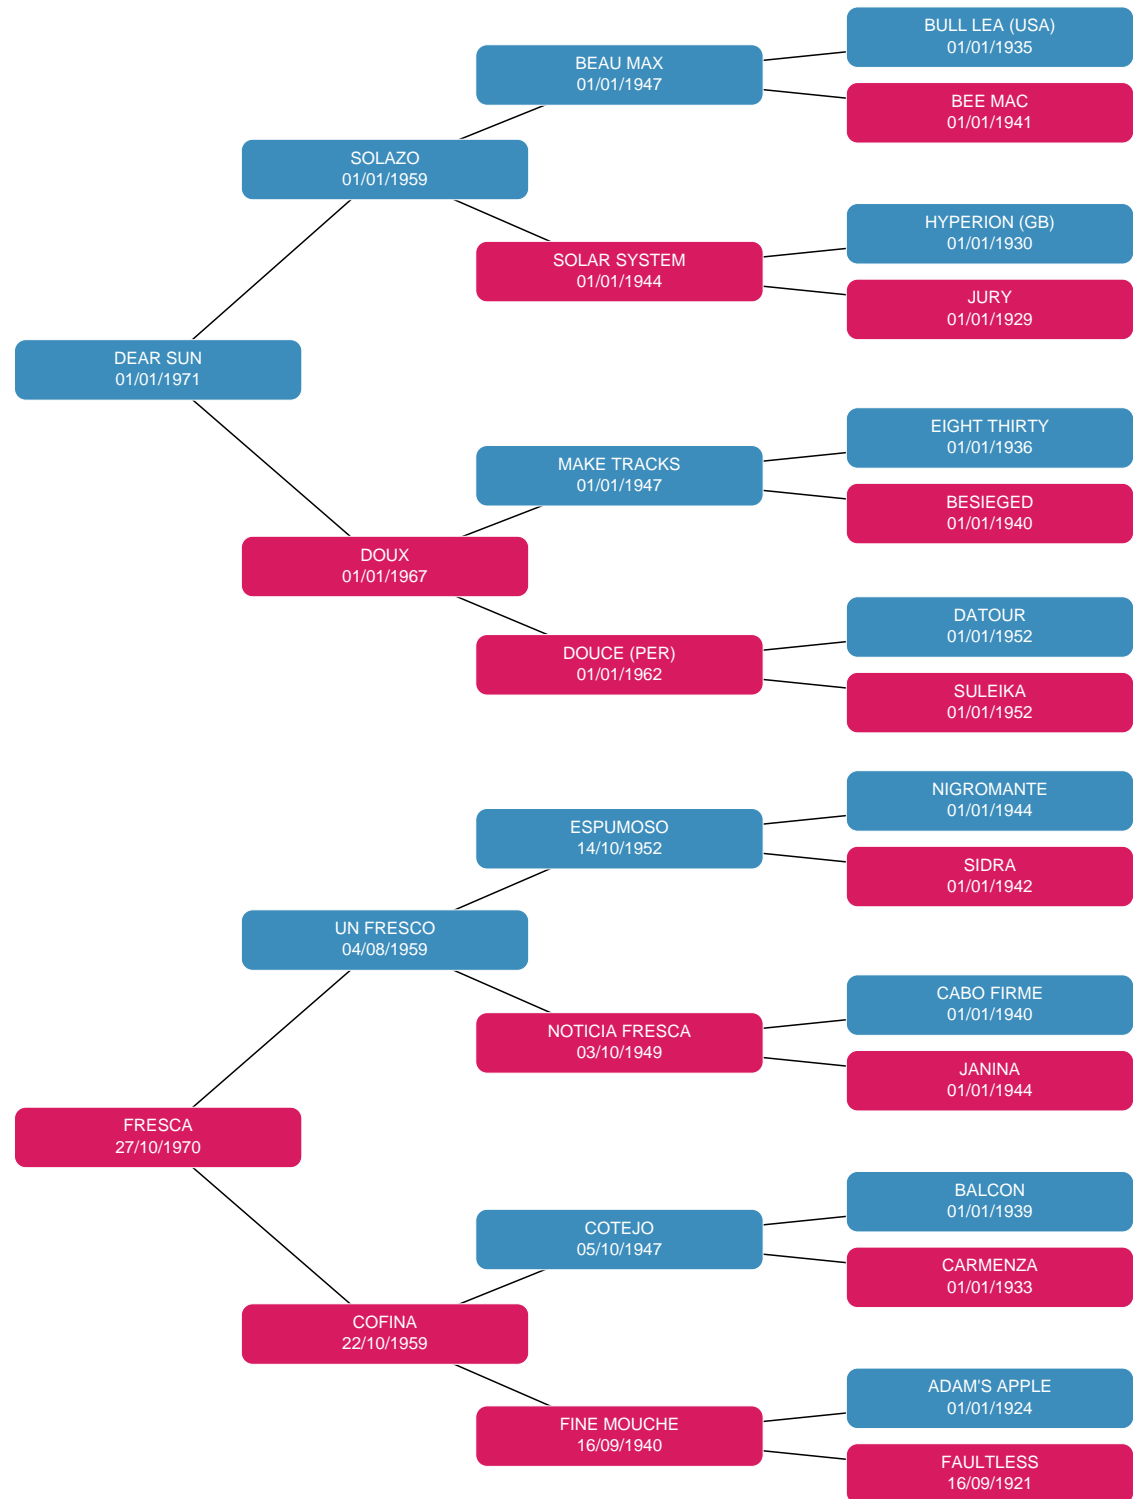 BULL LEA (USA)
01/01/1935
BEAU MAX
01/01/1947
BEE MAC
01/01/1941
SOLAZO
01/01/1959
HYPERION (GB)
01/01/1930
SOLAR SYSTEM
01/01/1944
JURY
01/01/1929
DEAR SUN
01/01/1971
EIGHT THIRTY
01/01/1936
MAKE TRACKS
01/01/1947
BESIEGED
01/01/1940
DOUX
01/01/1967
DATOUR
01/01/1952
DOUCE (PER)
01/01/1962
SULEIKA
01/01/1952
NIGROMANTE
01/01/1944
ESPUMOSO
14/10/1952
SIDRA
01/01/1942
UN FRESCO
04/08/1959
CABO FIRME
01/01/1940
NOTICIA FRESCA
03/10/1949
JANINA
01/01/1944
FRESCA
27/10/1970
BALCON
01/01/1939
COTEJO
05/10/1947
CARMENZA
01/01/1933
COFINA
22/10/1959
ADAM'S APPLE
01/01/1924
FINE MOUCHE
16/09/1940
FAULTLESS
16/09/1921